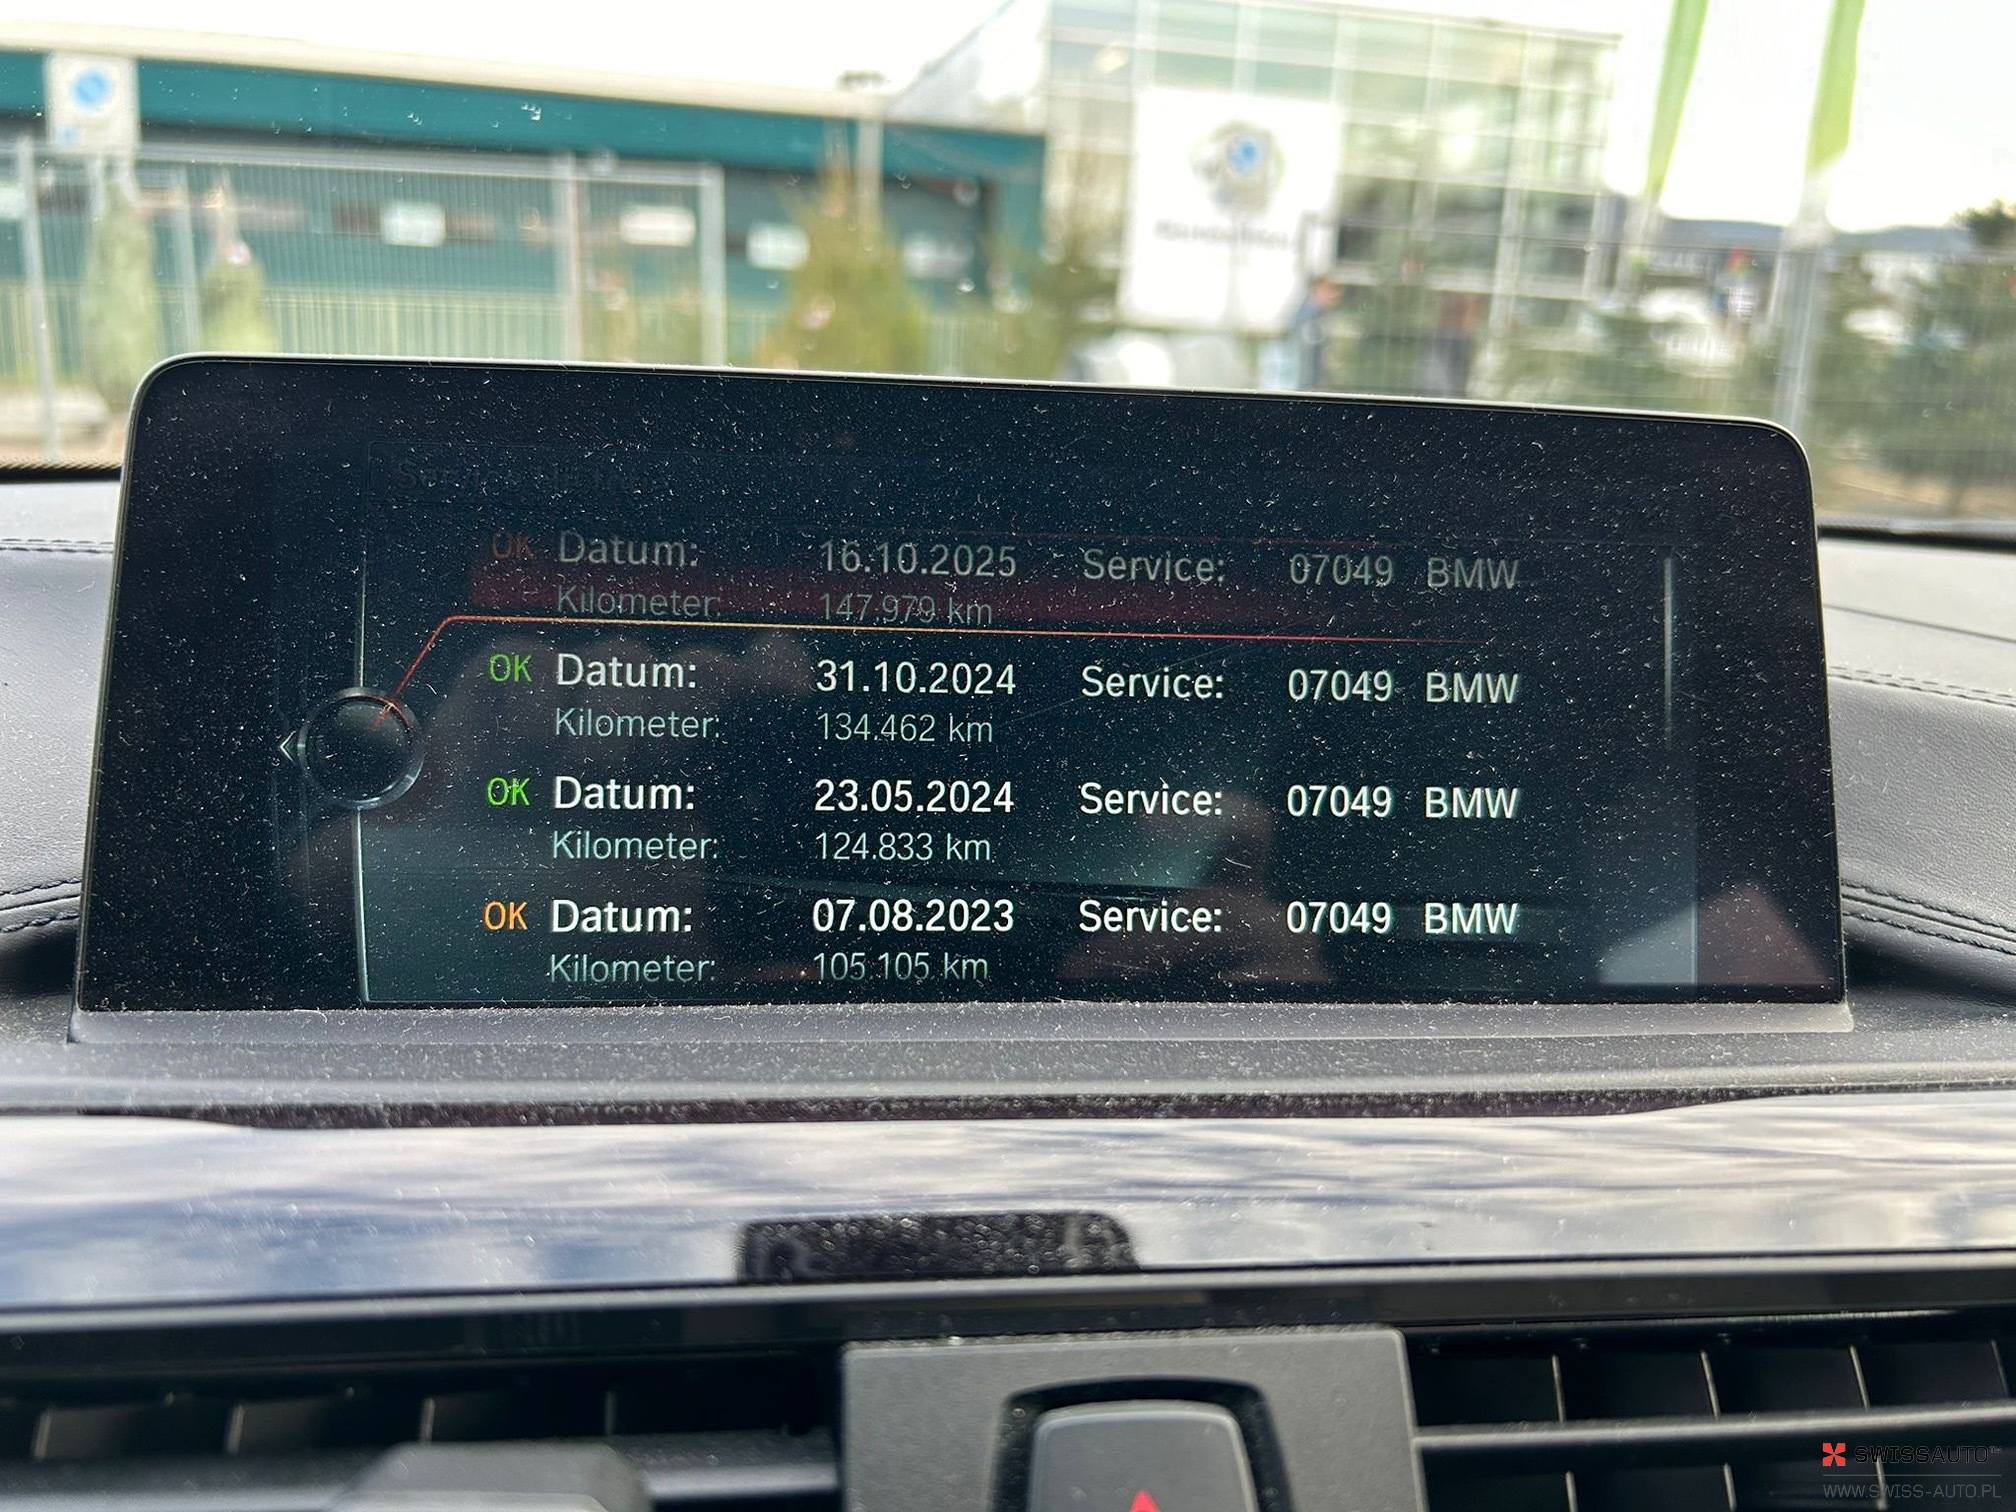 Service History
OK Datum: 16.10.2025 Service: 07049 BMW
Kilometer: 147.979 km
OK Datum: 31.10.2024 Service: 07049 BMW
Kilometer: 134.462 km
OK Datum: 23.05.2024 Service: 07049 BMW
Kilometer: 124.833 km
OK Datum: 07.08.2023 Service: 07049 BMW
Kilometer: 105.105 km
SWISSAUTO
WWW.SWISS-AUTO.PL